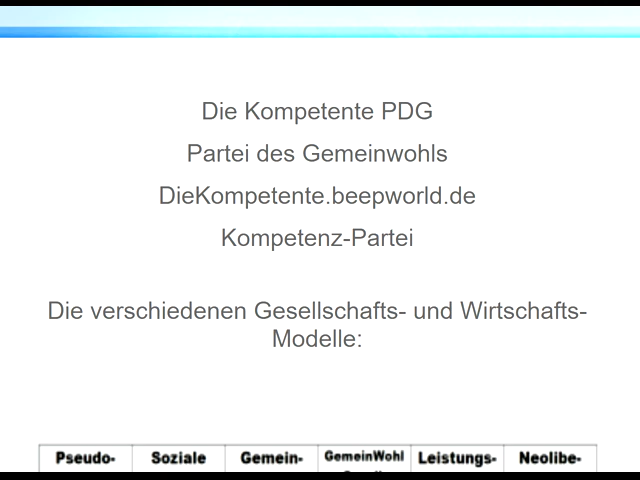 Die Kompetente PDG
Partei des Gemeinwohls
DieKompetente.beepworld.de
Kompetenz-Partei
Die verschiedenen Gesellschafts- und Wirtschafts-
Modelle:
Pseudo- Soziale Gemein- GemeinWohl Leistungs- Neolibe-